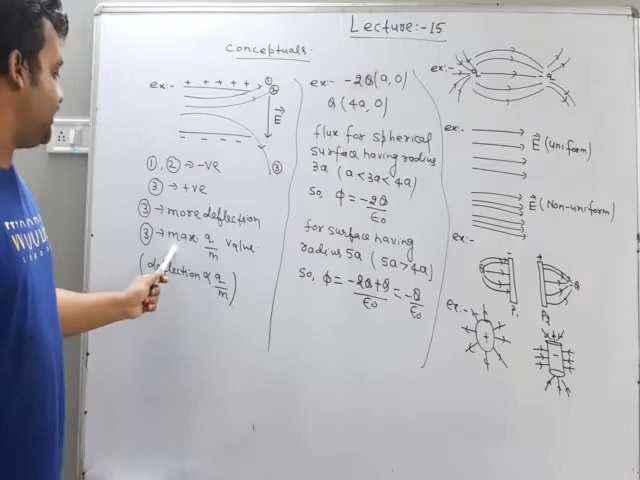 Lecture:-15
Conceptuals.
ex:- + + + + + ①
②
E
- - -
③
①, ② → -ve
③ → +ve
③ → more deflection
③ → max q/m value.
(deflection ∝ q/m)
ex:- -2Q (a, 0)
Q (4a, 0)
flux for spherical
surface having radius
3a (a < 3a < 4a)
so, ϕ = -2Q/ε0
for surface having
radius 5a (5a > 4a)
so, ϕ = -2Q+Q/ε0 = -Q/ε0
ex:-
ex:-
E (uniform)
E (Non-uniform)
ex:-
- +
P1 P2
ex:-
+ -